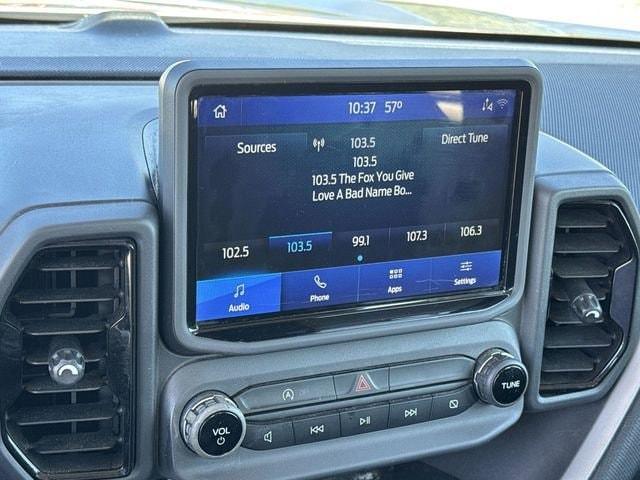 10:37 57°
Sources
103.5
Direct Tune
103.5
103.5 The Fox You Give
Love A Bad Name Bo...
102.5 103.5 99.1 107.3 106.3
Audio Phone Apps Settings
VOL
TUNE